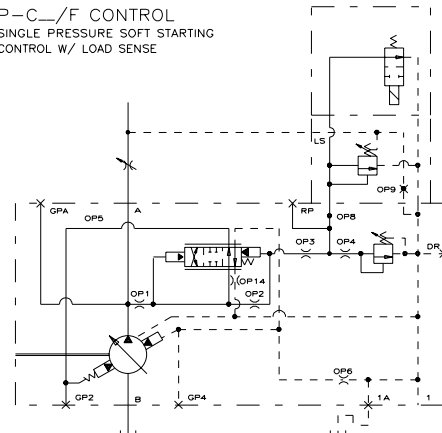 P-C__/F CONTROL
SINGLE PRESSURE SOFT STARTING
CONTROL W/ LOAD SENSE
LS
OP9
GPA
A
RP
OP5
OP8
OP3
OP4
DR
OP14
OP1
OP2
OP6
GP2
B
GP4
1A
1